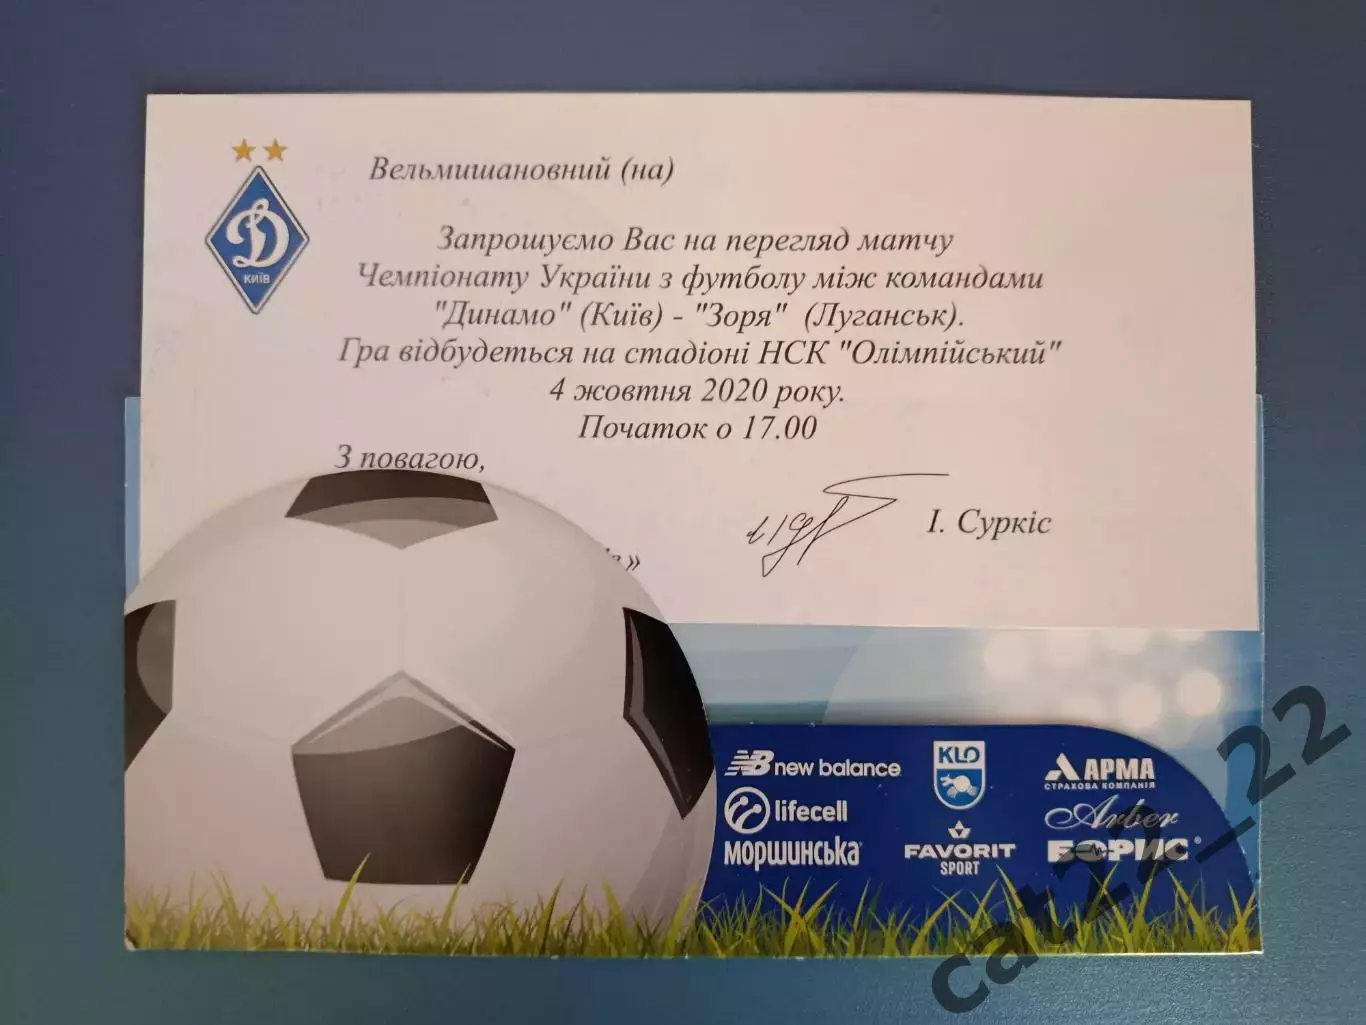 Вельмишановний (на)
Запрошуємо Вас на перегляд матчу
Чемпіонату України з футболу між командами
"Динамо" (Київ) - "Зоря" (Луганськ).
Гра відбудеться на стадіоні НСК "Олімпійський"
4 жовтня 2020 року.
Початок о 17.00
З повагою,
І. Суркіс
Д
КИЇВ
new balance
KLO
АРМА
СТРАХОВА КОМПАНІЯ
lifecell
Arber
МОРШИНСЬКА
FAVORIT
SPORT
БОРИС
cat22_22